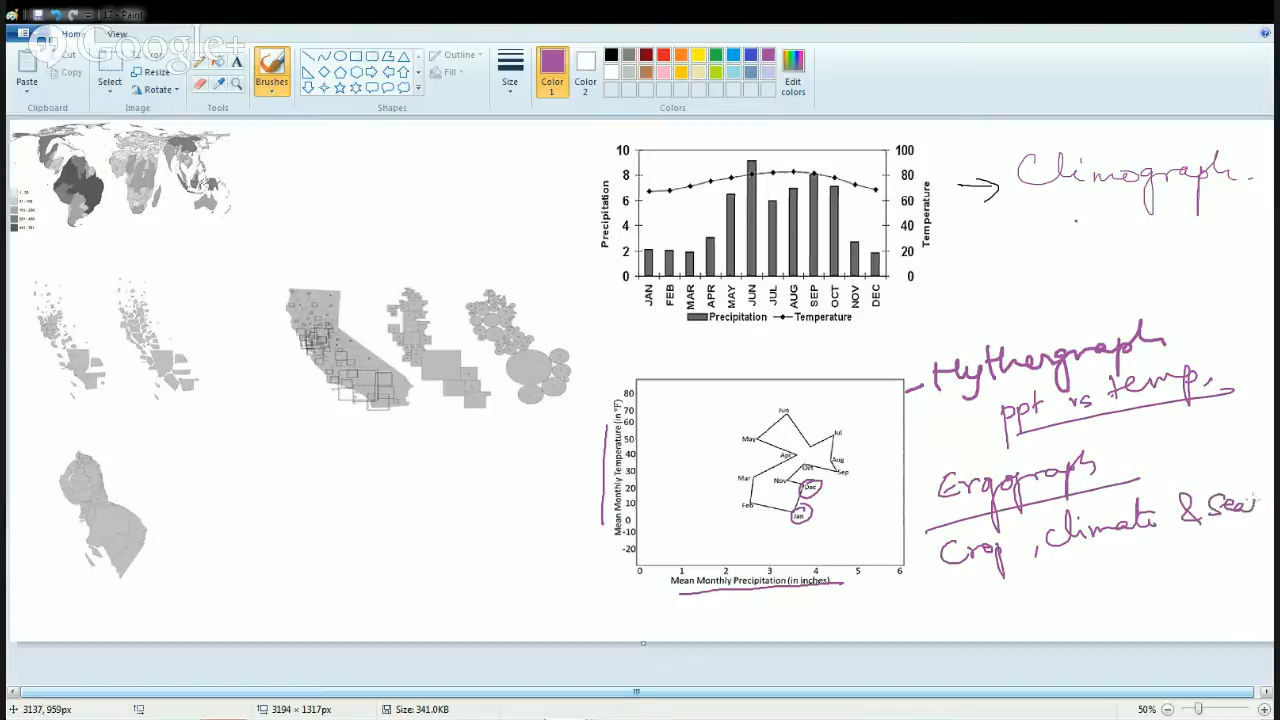 12 - Paint
Google+
Home View
Paste
Copy
Clipboard
Select
Resize
Rotate
Image
Tools
Brushes
Outline
Fill
Shapes
Size
Color 1
Color 2
Edit colors
Colors
10 100
8 80
6 60
4 40
2 20
0 0
Precipitation
Temperature
JAN FEB MAR APR MAY JUN JUL AUG SEP OCT NOV DEC
Precipitation Temperature
Climograph.
Hythergraph
ppt vs temp.
Ergograph
Crop, climate & sea
80
70
60
50
40
30
20
10
0
-10
-20
Mean Monthly Temperature (in °F)
Jun
Jul
May
Apr
Aug
Oct
Sep
Mar
Nov
Dec
Feb
Jan
0 1 2 3 4 5 6
Mean Monthly Precipitation (in inches)
3137, 959px
3194 × 1317px
Size: 341.0KB
50%